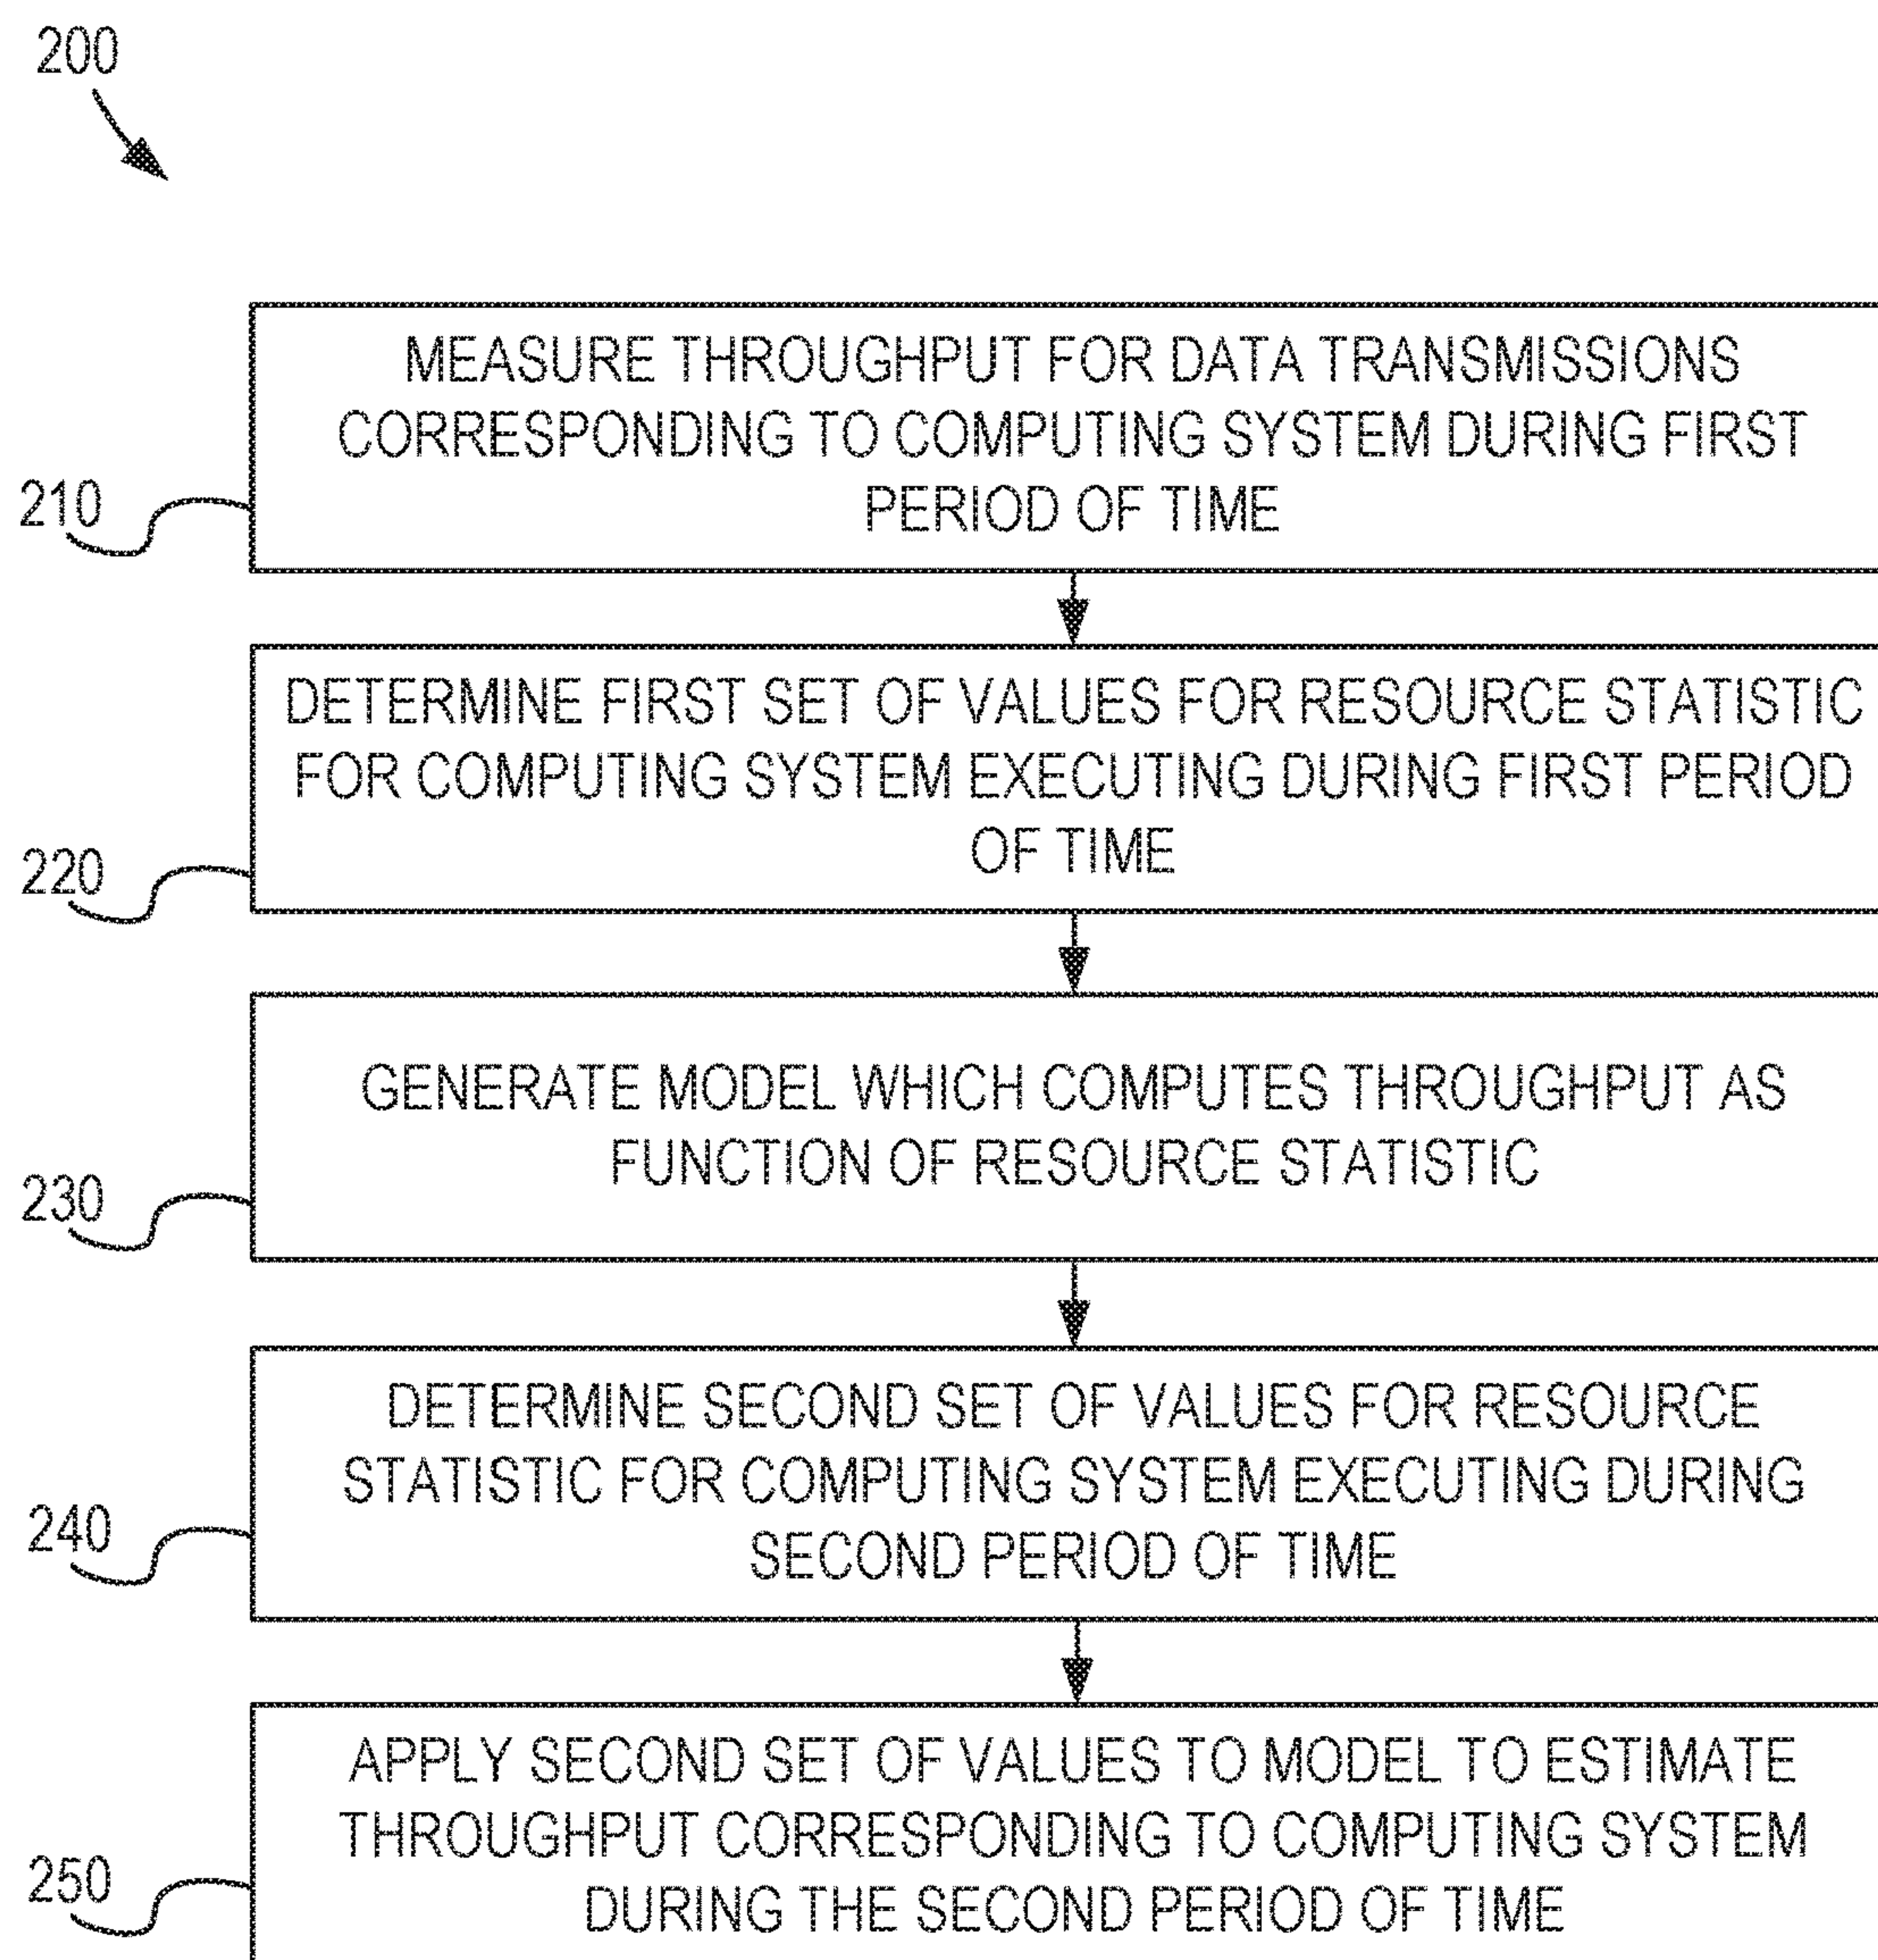 200
MEASURE THROUGHPUT FOR DATA TRANSMISSIONS
CORRESPONDING TO COMPUTING SYSTEM DURING FIRST
PERIOD OF TIME
210
DETERMINE FIRST SET OF VALUES FOR RESOURCE STATISTIC
FOR COMPUTING SYSTEM EXECUTING DURING FIRST PERIOD
OF TIME
220
GENERATE MODEL WHICH COMPUTES THROUGHPUT AS
FUNCTION OF RESOURCE STATISTIC
230
DETERMINE SECOND SET OF VALUES FOR RESOURCE
STATISTIC FOR COMPUTING SYSTEM EXECUTING DURING
SECOND PERIOD OF TIME
240
APPLY SECOND SET OF VALUES TO MODEL TO ESTIMATE
THROUGHPUT CORRESPONDING TO COMPUTING SYSTEM
DURING THE SECOND PERIOD OF TIME
250